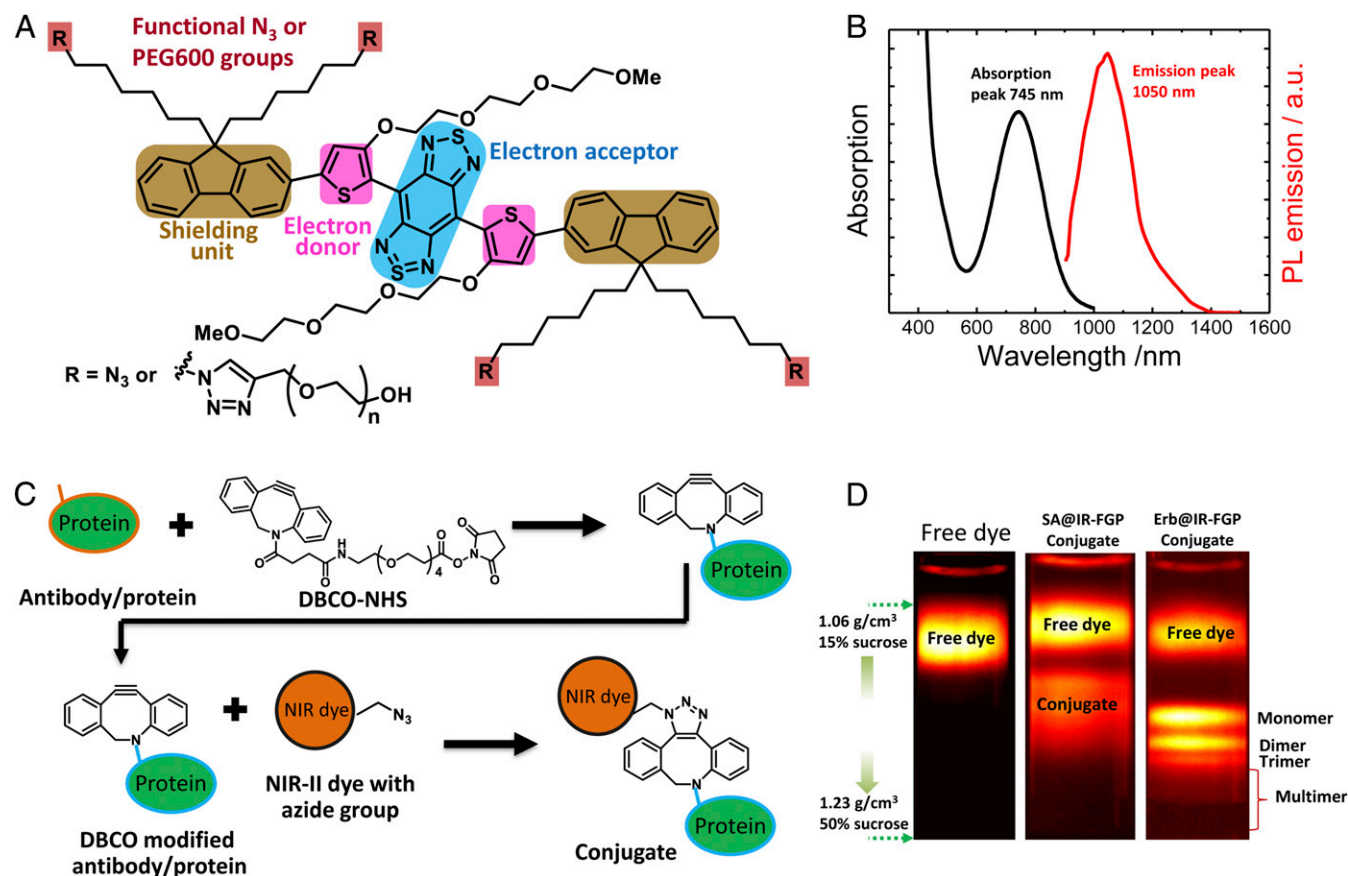 A
R
Functional N3 or
PEG600 groups
R
OMe
O
O
O
O
N
S
N
Electron acceptor
S
Shielding
unit
Electron
donor
S
N
S
N
O
O
O
O
MeO
R
R
R = N3 or
N
N
N
O
n
OH
B
Absorption
peak 745 nm
Emission peak
1050 nm
Absorption
PL emission / a.u.
400 600 800 1000 1200 1400 1600
Wavelength /nm
C
Protein
+
N
O
O
H
N
O
4
O
O
N
O
O
N
Protein
Antibody/protein
DBCO-NHS
N
Protein
+
NIR dye
N3
NIR dye
N
N
N
N
Protein
NIR-II dye with
azide group
DBCO modified
antibody/protein
Conjugate
D
Free dye
SA@IR-FGP
Conjugate
Erb@IR-FGP
Conjugate
1.06 g/cm³
15% sucrose
Free dye
Free dye
Free dye
Conjugate
Monomer
Dimer
Trimer
Multimer
1.23 g/cm³
50% sucrose